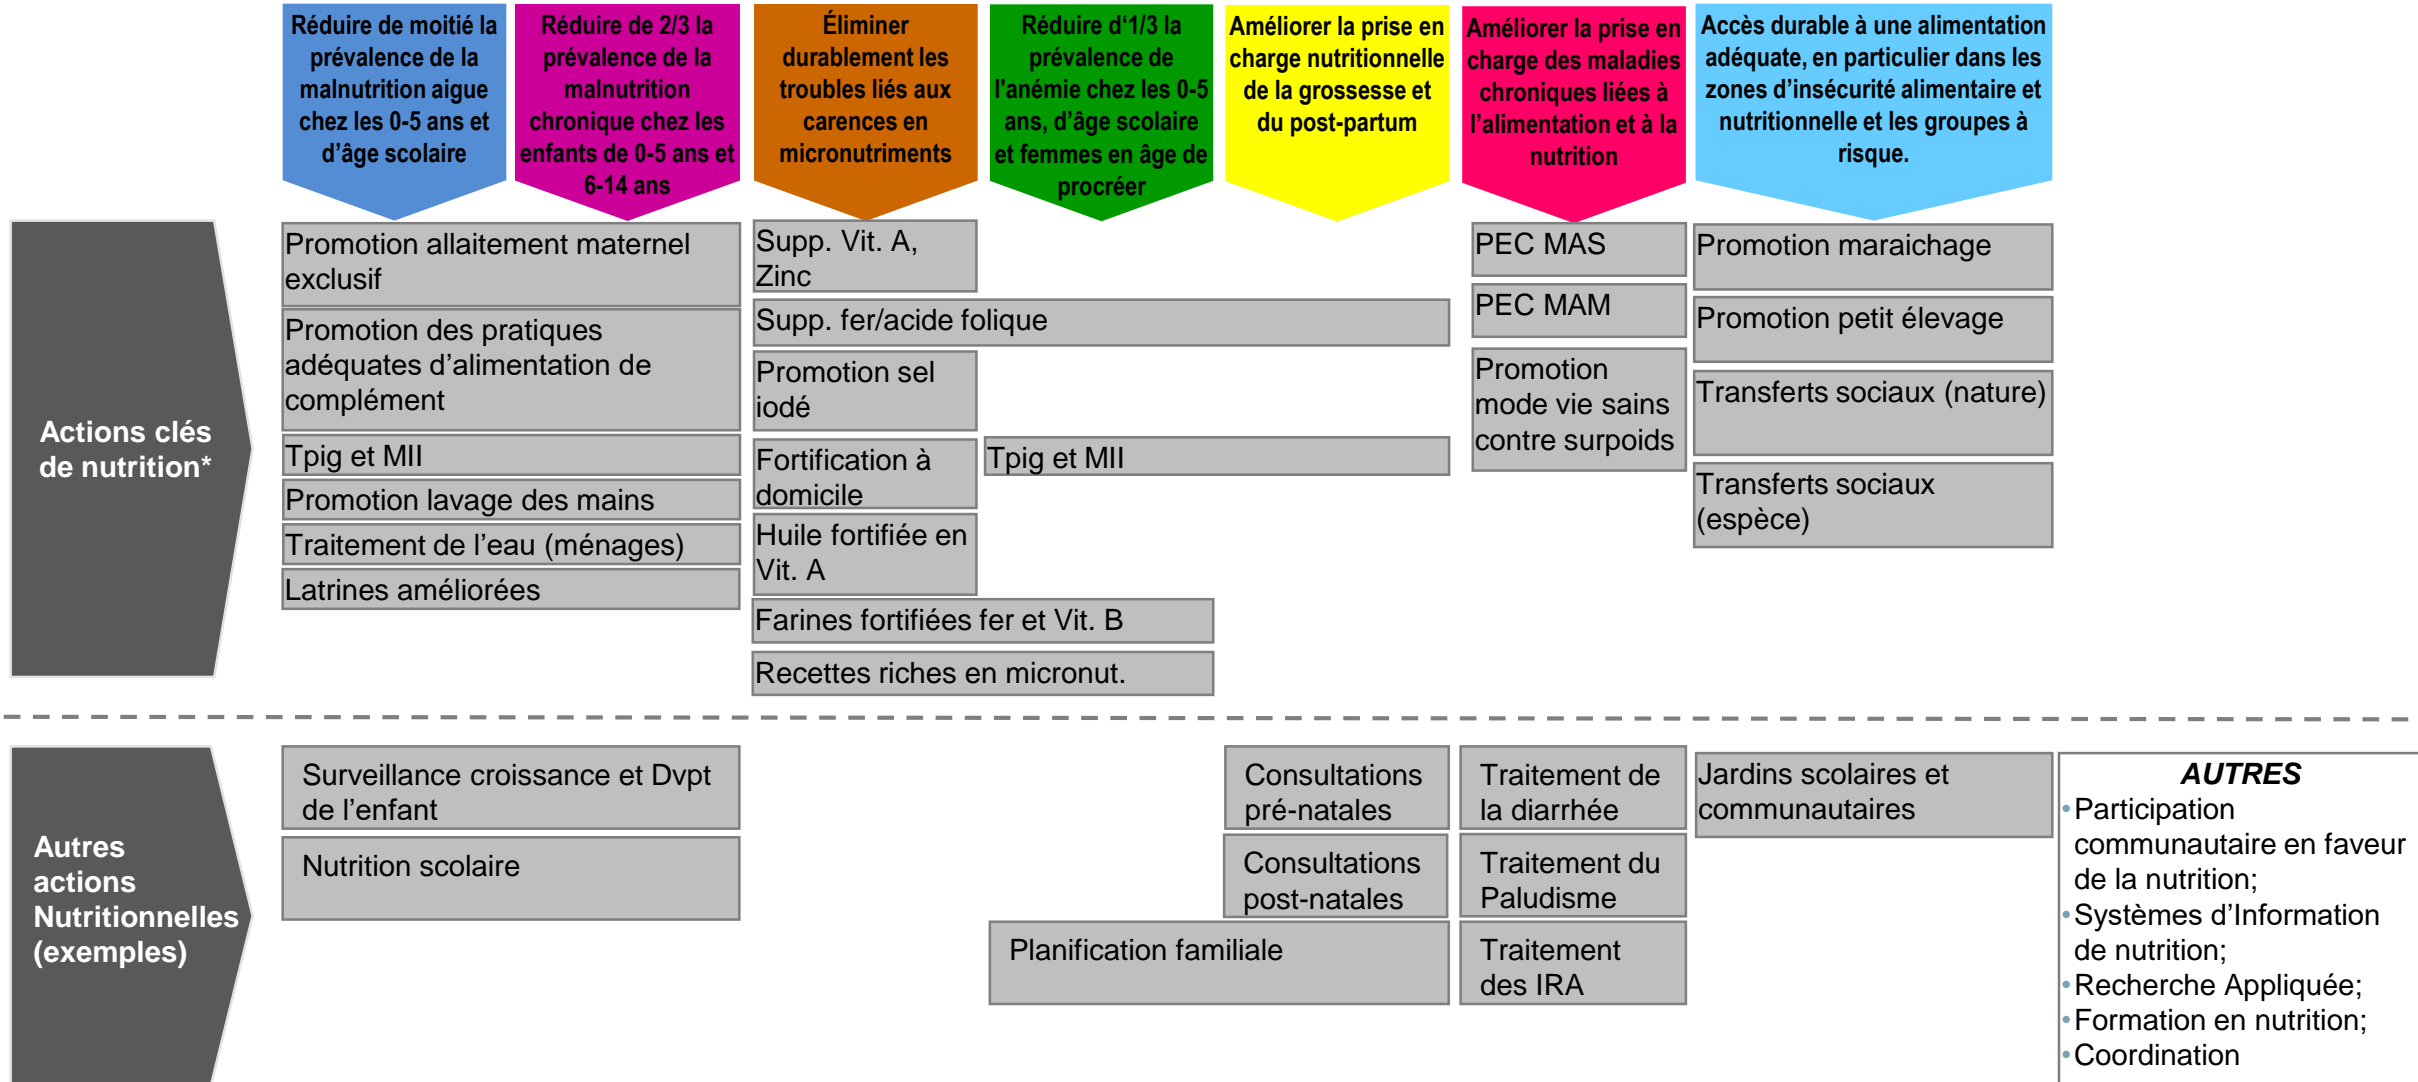 Réduire de moitié la
prévalence de la
malnutrition aigue
chez les 0-5 ans et
d‘âge scolaire
Réduire de 2/3 la
prévalence de la
malnutrition
chronique chez les
enfants de 0-5 ans et
6-14 ans
Éliminer
durablement les
troubles liés aux
carences en
micronutriments
Réduire d‘1/3 la
prévalence de
l'anémie chez les 0-5
ans, d’âge scolaire
et femmes en âge de
procréer
Améliorer la prise en
charge nutritionnelle
de la grossesse et
du post-partum
Améliorer la prise en
charge des maladies
chroniques liées à
l’alimentation et à la
nutrition
Accès durable à une alimentation
adéquate, en particulier dans les
zones d’insécurité alimentaire et
nutritionnelle et les groupes à
risque.
Actions clés
de nutrition*
Promotion allaitement maternel
exclusif
Promotion des pratiques
adéquates d’alimentation de
complément
Tpig et MII
Promotion lavage des mains
Traitement de l’eau (ménages)
Latrines améliorées
Supp. Vit. A,
Zinc
Supp. fer/acide folique
Promotion sel
iodé
Fortification à
domicile
Tpig et MII
Huile fortifiée en
Vit. A
Farines fortifiées fer et Vit. B
Recettes riches en micronut.
PEC MAS
PEC MAM
Promotion
mode vie sains
contre surpoids
Promotion maraichage
Promotion petit élevage
Transferts sociaux (nature)
Transferts sociaux
(espèce)
Autres
actions
Nutritionnelles
(exemples)
Surveillance croissance et Dvpt
de l’enfant
Nutrition scolaire
Consultations
pré-natales
Consultations
post-natales
Planification familiale
Traitement de
la diarrhée
Traitement du
Paludisme
Traitement
des IRA
Jardins scolaires et
communautaires
AUTRES
•Participation
communautaire en faveur
de la nutrition;
•Systèmes d’Information
de nutrition;
•Recherche Appliquée;
•Formation en nutrition;
•Coordination